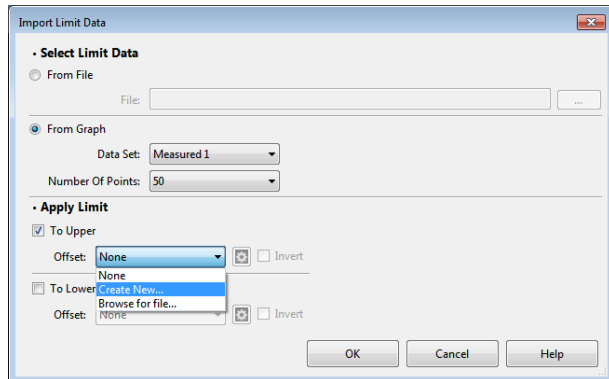 Import Limit Data
• Select Limit Data
From File
File:
...
From Graph
Data Set: Measured 1
Number Of Points: 50
• Apply Limit
To Upper
Offset: None Invert
None
To Lower Create New...
Browse for file...
Offset: None Invert
OK Cancel Help